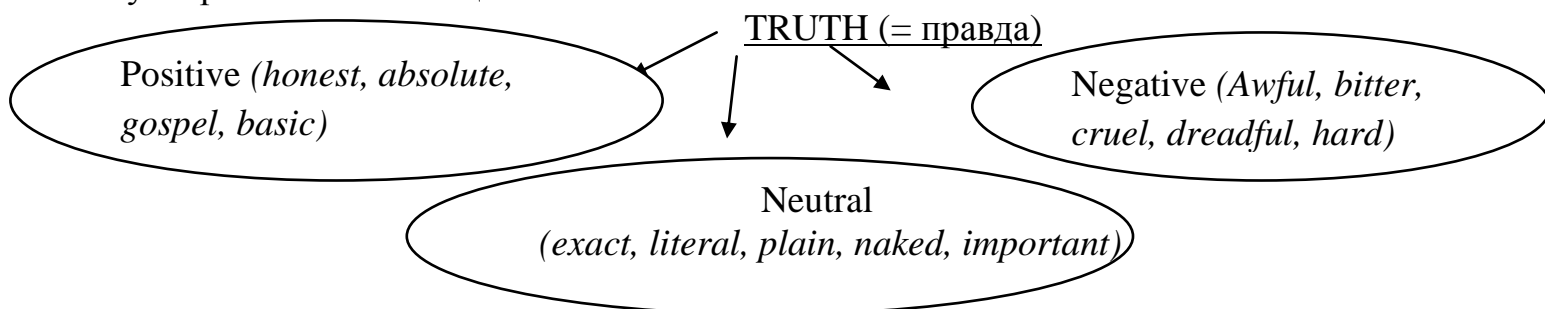 TRUTH (= правда)
Positive (honest, absolute,
gospel, basic)
Negative (Awful, bitter,
cruel, dreadful, hard)
Neutral
(exact, literal, plain, naked, important)